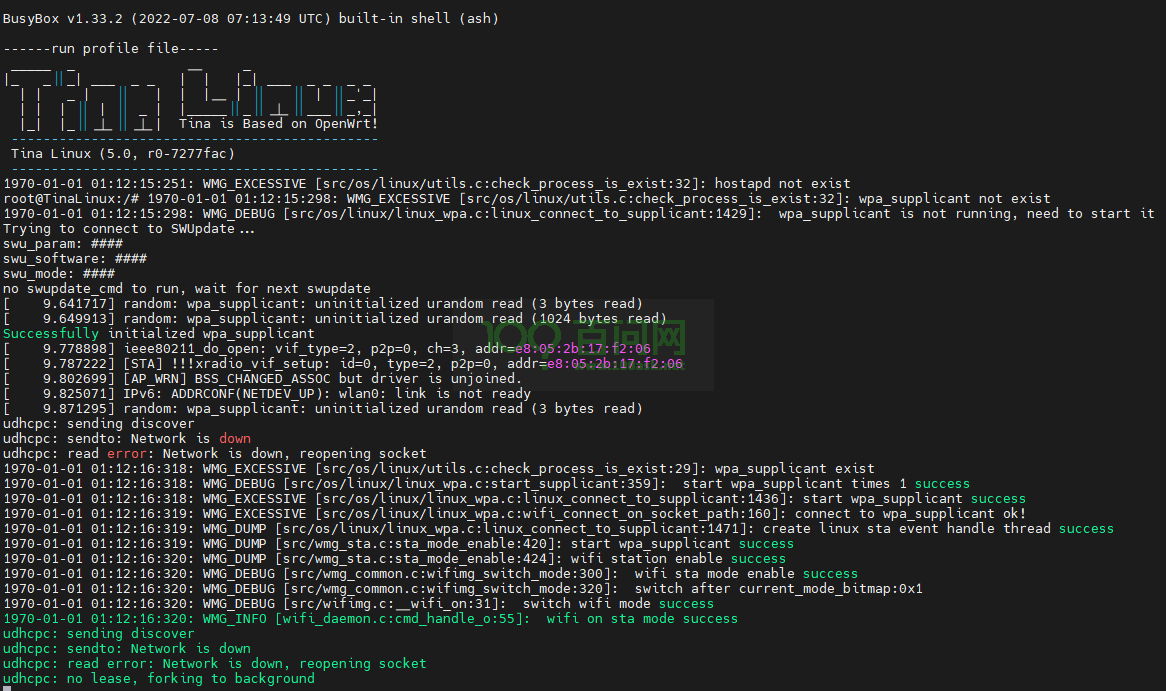 BusyBox v1.33.2 (2022-07-08 07:13:49 UTC) built-in shell (ash)
------run profile file-----
Tina Linux
Tina is Based on OpenWrt!
----------------------------------------------
Tina Linux (5.0, r0-7277fac)
----------------------------------------------
1970-01-01 01:12:15:251: WMG_EXCESSIVE [src/os/linux/utils.c:check_process_is_exist:32]: hostapd not exist
root@TinaLinux:/# 1970-01-01 01:12:15:298: WMG_EXCESSIVE [src/os/linux/utils.c:check_process_is_exist:32]: wpa_supplicant not exist
1970-01-01 01:12:15:298: WMG_DEBUG [src/os/linux/linux_wpa.c:linux_connect_to_supplicant:1429]:  wpa_supplicant is not running, need to start it
Trying to connect to SWUpdate...
swu_param: ####
swu_software: ####
swu_mode: ####
no swupdate_cmd to run, wait for next swupdate
[    9.641717] random: wpa_supplicant: uninitialized urandom read (3 bytes read)
[    9.649913] random: wpa_supplicant: uninitialized urandom read (1024 bytes read)
Successfully initialized wpa_supplicant
[    9.778898] ieee80211_do_open: vif_type=2, p2p=0, ch=3, addr=e8:05:2b:17:f2:06
[    9.787222] [STA] !!!xradio_vif_setup: id=0, type=2, p2p=0, addr=e8:05:2b:17:f2:06
[    9.802699] [AP_WRN] BSS_CHANGED_ASSOC but driver is unjoined.
[    9.825071] IPv6: ADDRCONF(NETDEV_UP): wlan0: link is not ready
[    9.871295] random: wpa_supplicant: uninitialized urandom read (3 bytes read)
udhcpc: sending discover
udhcpc: sendto: Network is down
udhcpc: read error: Network is down, reopening socket
1970-01-01 01:12:16:318: WMG_EXCESSIVE [src/os/linux/utils.c:check_process_is_exist:29]: wpa_supplicant exist
1970-01-01 01:12:16:319: WMG_DEBUG [src/os/linux/linux_wpa.c:start_supplicant:359]:  start wpa_supplicant times 1 success
1970-01-01 01:12:16:319: WMG_EXCESSIVE [src/os/linux/linux_wpa.c:linux_connect_to_supplicant:1436]: start wpa_supplicant success
1970-01-01 01:12:16:319: WMG_EXCESSIVE [src/os/linux/linux_wpa.c:wifi_connect_on_socket_path:160]: connect to wpa_supplicant ok!
1970-01-01 01:12:16:319: WMG_DUMP [src/os/linux/linux_wpa.c:linux_connect_to_supplicant:1471]: create linux sta event handle thread success
1970-01-01 01:12:16:319: WMG_DUMP [src/wmg_sta.c:sta_mode_enable:420]: start wpa_supplicant success
1970-01-01 01:12:16:320: WMG_DUMP [src/wmg_sta.c:sta_mode_enable:424]: wifi station enable success
1970-01-01 01:12:16:320: WMG_DEBUG [src/wmg_common.c:wifimg_switch_mode:300]:  wifi sta mode enable success
1970-01-01 01:12:16:320: WMG_DEBUG [src/wmg_common.c:wifimg_switch_mode:320]:  switch after current_mode_bitmap:0x1
1970-01-01 01:12:16:320: WMG_DEBUG [src/wifimg.c:__wifi_on:31]:  switch wifi mode success
1970-01-01 01:12:16:320: WMG_INFO [wifi_daemon.c:cmd_handle_o:55]:  wifi on sta mode success
udhcpc: sending discover
udhcpc: sendto: Network is down
udhcpc: read error: Network is down, reopening socket
udhcpc: no lease, forking to background
100 百问网